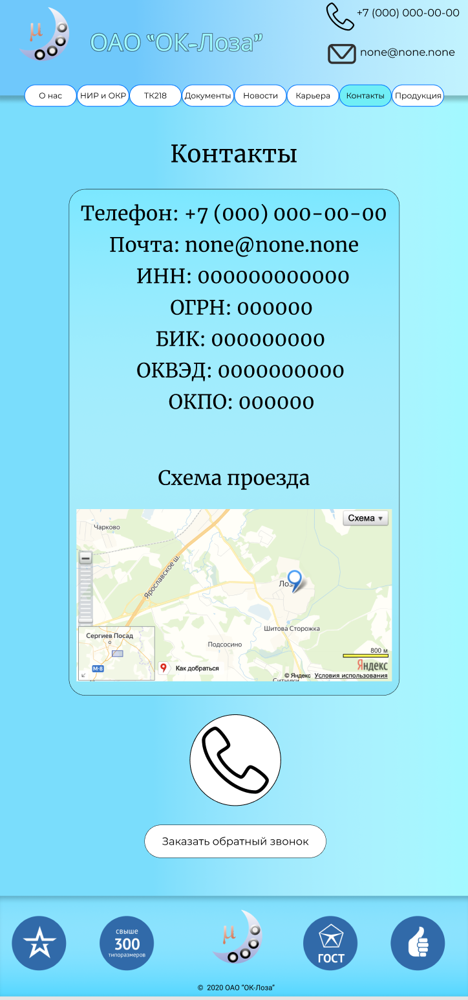 μ
ОАО “ОК-Лоза”
+7 (000) 000-00-00
none@none.none
О нас
НИР и ОКР
ТК218
Документы
Новости
Карьера
Контакты
Продукция
Контакты
Телефон: +7 (000) 000-00-00
Почта: none@none.none
ИНН: 000000000000
ОГРН: 000000
БИК: 000000000
ОКВЭД: 0000000000
ОКПО: 000000
Схема проезда
Чарково
Схема
Ярославское ш.
Шитова Сторожка
Сергиев Посад
Подсосино
800 м
М-8
Как добраться
Яндекс
© Яндекс Условия использования
Заказать обратный звонок
свыше
300
типоразмеров
μ
ГОСТ
© 2020 ОАО “ОК-Лоза”